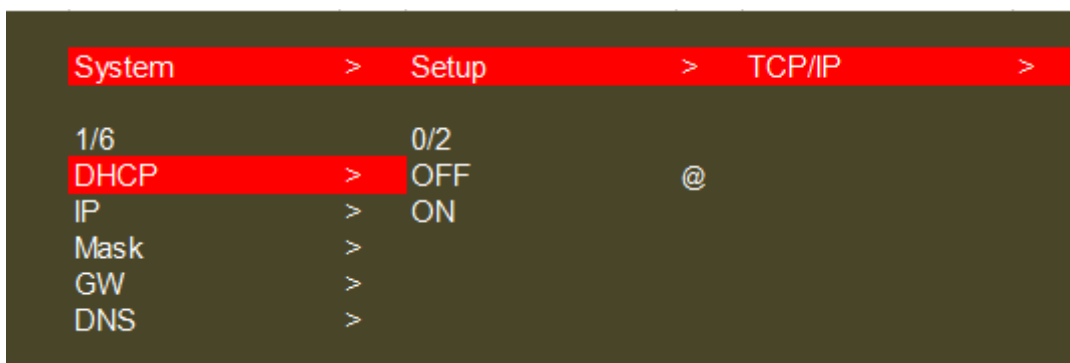 System > Setup > TCP/IP >
1/6 0/2
DHCP > OFF @
IP > ON
Mask >
GW >
DNS >